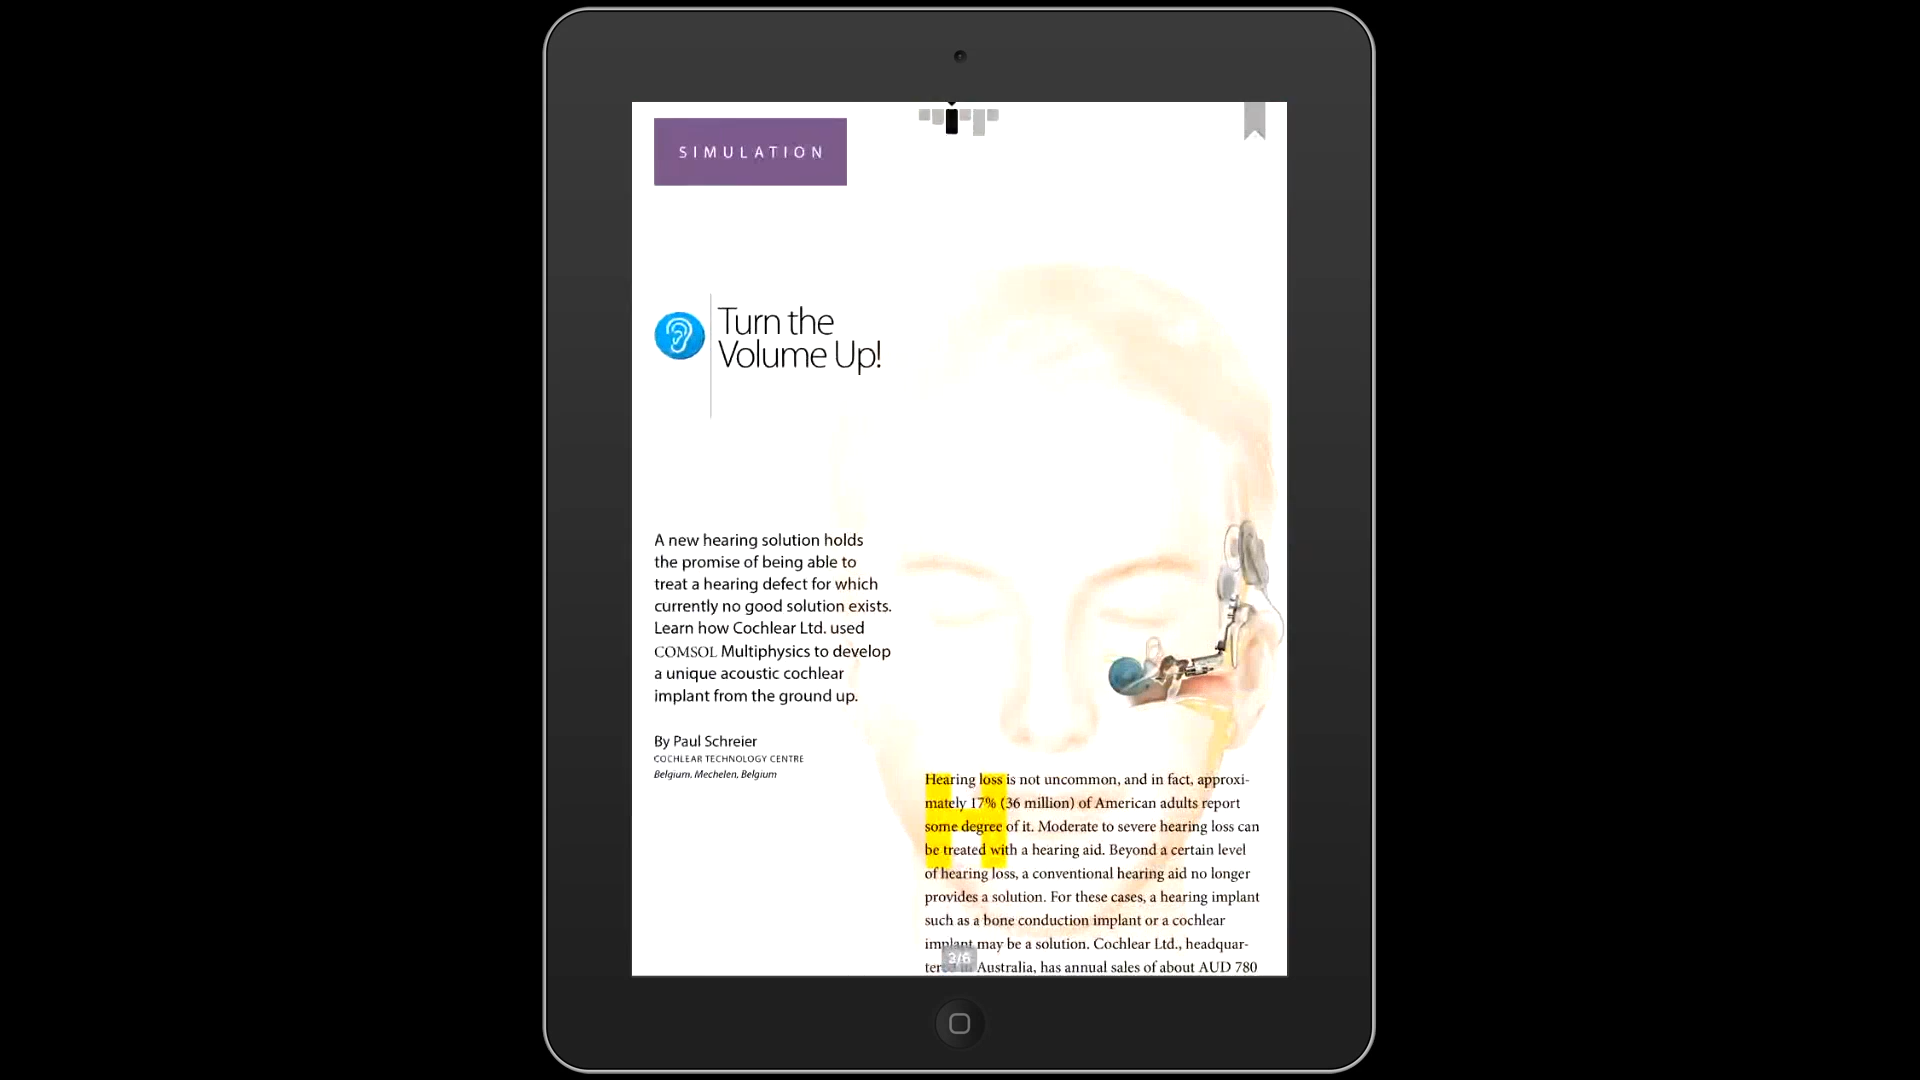 SIMULATION
Turn the
Volume Up!
A new hearing solution holds
the promise of being able to
treat a hearing defect for which
currently no good solution exists.
Learn how Cochlear Ltd. used
COMSOL Multiphysics to develop
a unique acoustic cochlear
implant from the ground up.
By Paul Schreier
COCHLEAR TECHNOLOGY CENTRE
Belgium, Mechelen, Belgium
H
Hearing loss is not uncommon, and in fact, approxi-
mately 17% (36 million) of American adults report
some degree of it. Moderate to severe hearing loss can
be treated with a hearing aid. Beyond a certain level
of hearing loss, a conventional hearing aid no longer
provides a solution. For these cases, a hearing implant
such as a bone conduction implant or a cochlear
implant may be a solution. Cochlear Ltd., headquar-
tered in Australia, has annual sales of about AUD 780
3/6